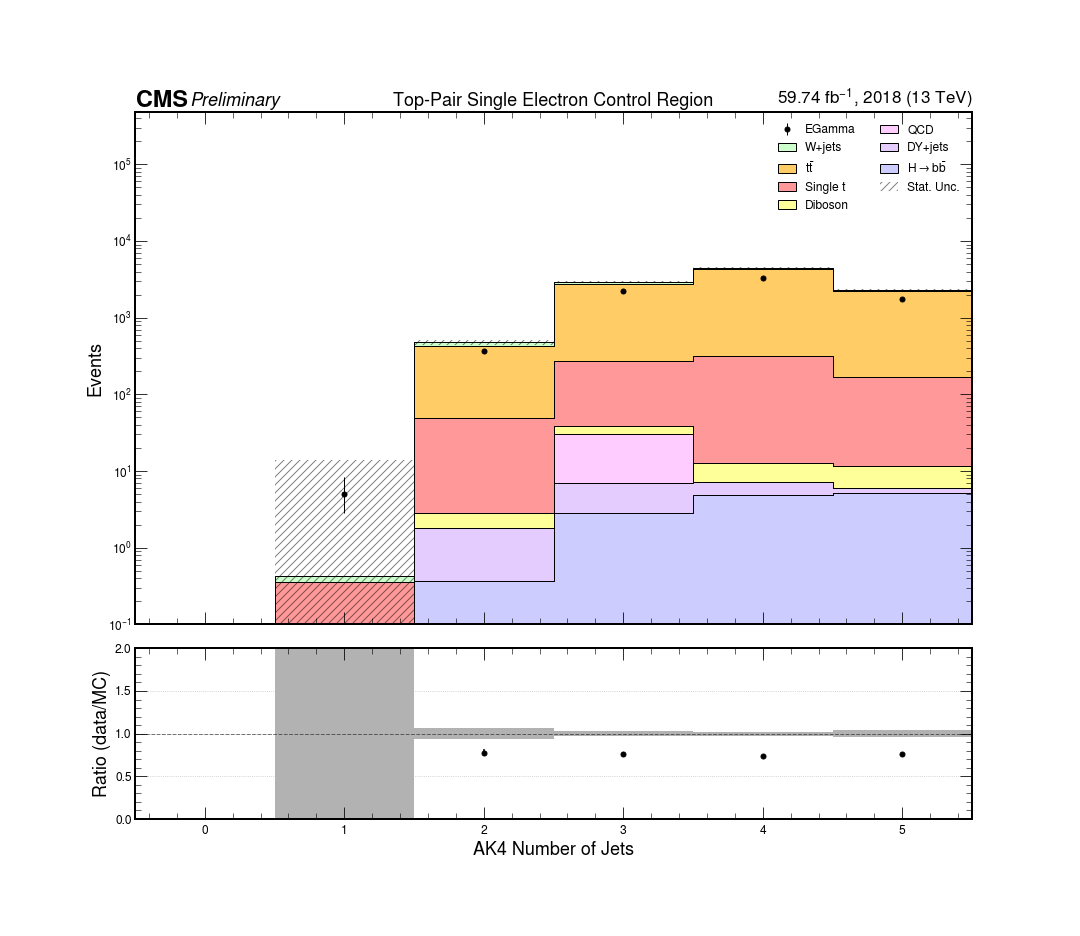 CMS Preliminary Top-Pair Single Electron Control Region 59.74 fb⁻¹, 2018 (13 TeV)
EGamma QCD
W+jets DY+jets
tt̄ H→bb̄
Single t Stat. Unc.
Diboson
10⁵
10⁴
10³
10²
10¹
10⁰
10⁻¹
Events
2.0
1.5
1.0
0.5
0.0
Ratio (data/MC)
0 1 2 3 4 5
AK4 Number of Jets